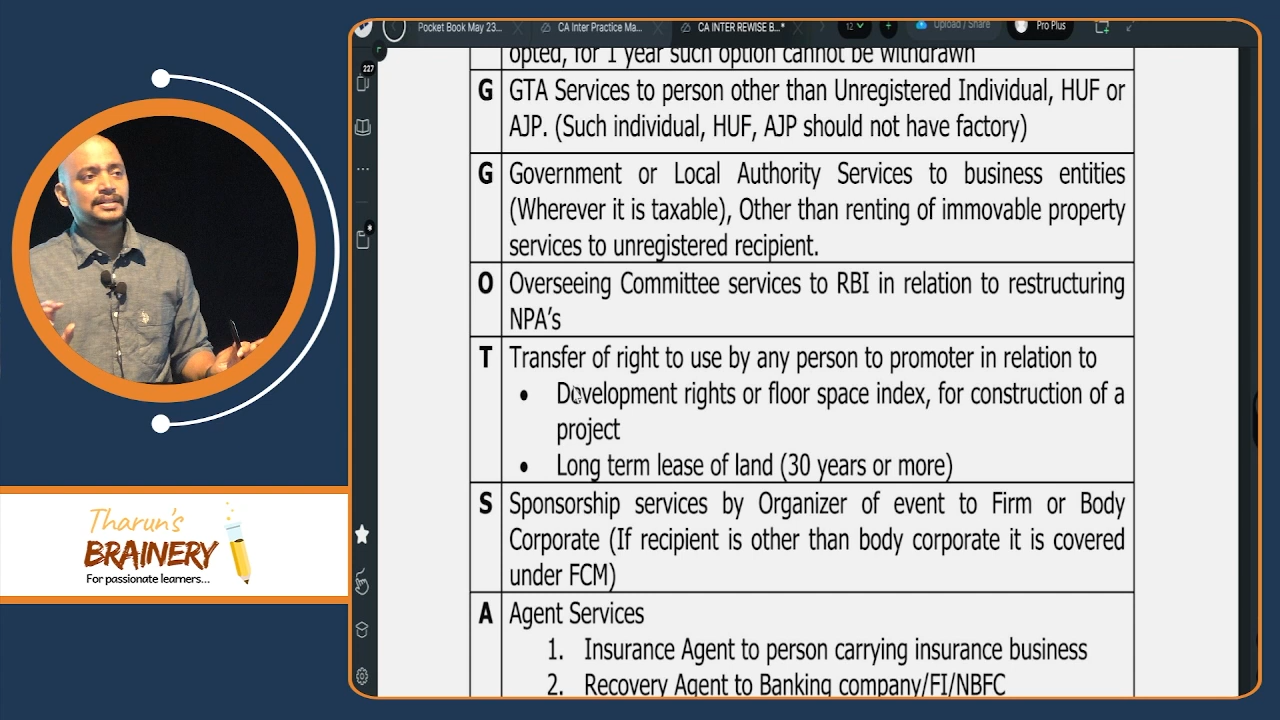 Pocket Book May 23...
CA Inter Practice Ma...
CA INTER REWISE B...*
12
Upload / Share
Pro Plus
227
opted, for 1 year such option cannot be withdrawn
G GTA Services to person other than Unregistered Individual, HUF or
AJP. (Such individual, HUF, AJP should not have factory)
G Government or Local Authority Services to business entities
(Wherever it is taxable), Other than renting of immovable property
services to unregistered recipient.
O Overseeing Committee services to RBI in relation to restructuring
NPA's
T Transfer of right to use by any person to promoter in relation to
• Development rights or floor space index, for construction of a
project
• Long term lease of land (30 years or more)
S Sponsorship services by Organizer of event to Firm or Body
Corporate (If recipient is other than body corporate it is covered
under FCM)
A Agent Services
1. Insurance Agent to person carrying insurance business
2. Recovery Agent to Banking company/FI/NBFC
Tharun's
BRAINERY
For passionate learners...